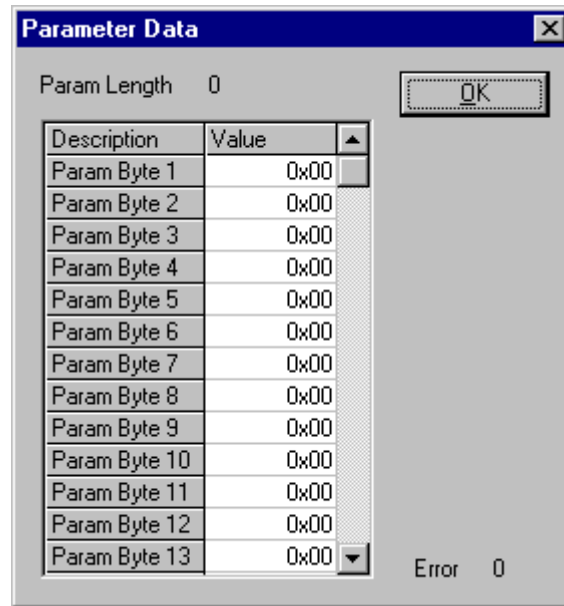 Parameter Data
Param Length 0
OK
Description Value
Param Byte 1 0x00
Param Byte 2 0x00
Param Byte 3 0x00
Param Byte 4 0x00
Param Byte 5 0x00
Param Byte 6 0x00
Param Byte 7 0x00
Param Byte 8 0x00
Param Byte 9 0x00
Param Byte 10 0x00
Param Byte 11 0x00
Param Byte 12 0x00
Param Byte 13 0x00
Error 0